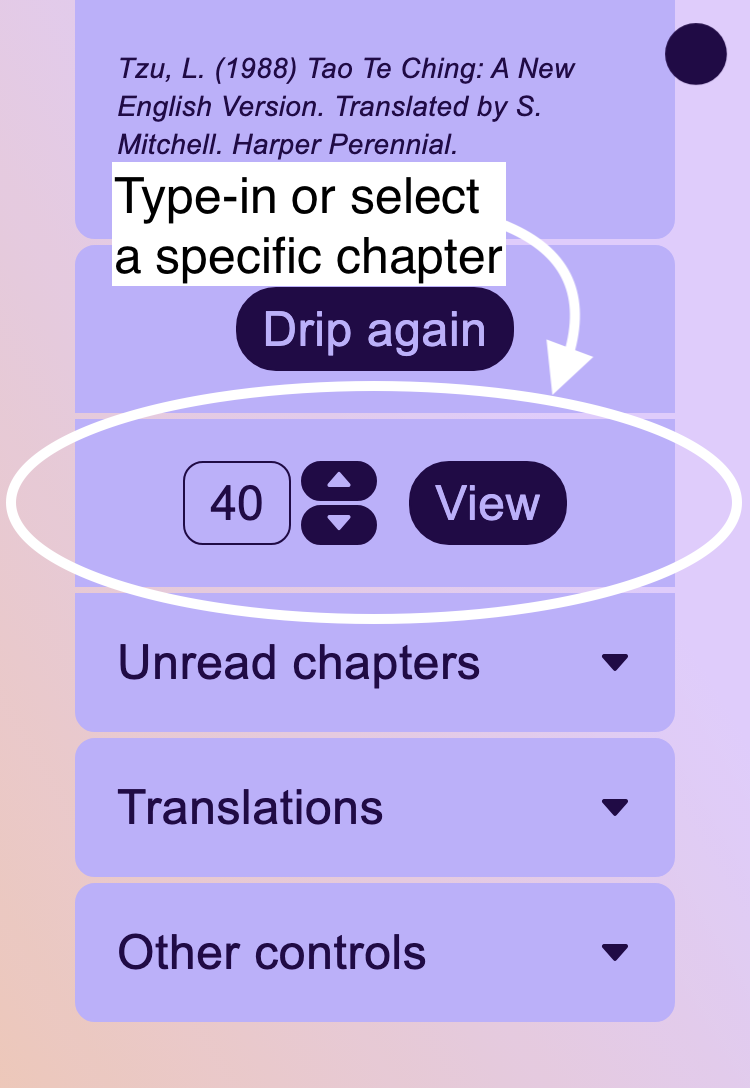 Tzu, L. (1988) Tao Te Ching: A New
English Version. Translated by S.
Mitchell. Harper Perennial.
Type-in or select
a specific chapter
Drip again
40
View
Unread chapters
Translations
Other controls